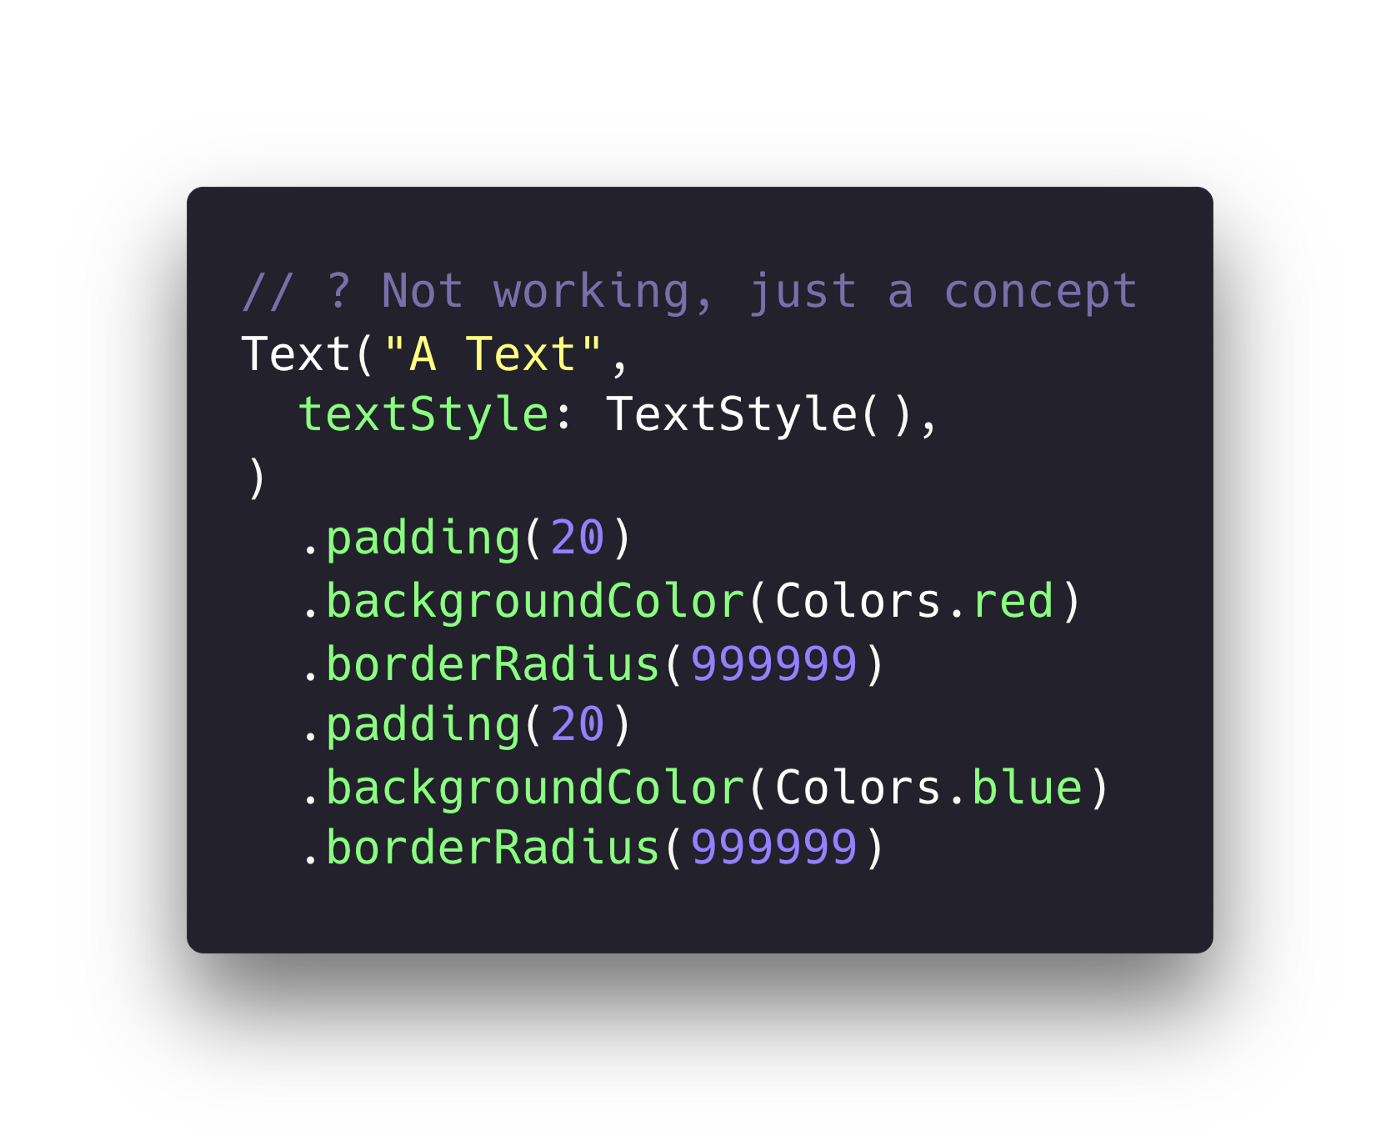 // ? Not working, just a concept
Text("A Text",
  textStyle: TextStyle(),
)
  .padding(20)
  .backgroundColor(Colors.red)
  .borderRadius(999999)
  .padding(20)
  .backgroundColor(Colors.blue)
  .borderRadius(999999)